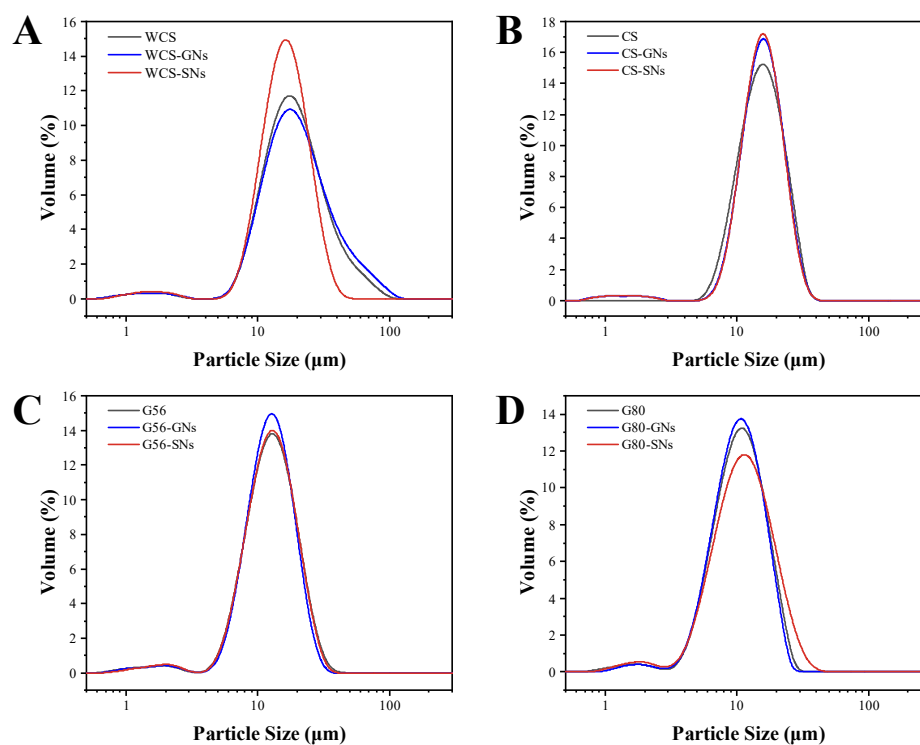 A
WCS
WCS-GNs
WCS-SNs
16
14
12
10
8
6
4
2
0
Volume (%)
1
10
100
Particle Size (μm)
B
CS
CS-GNs
CS-SNs
18
16
14
12
10
8
6
4
2
0
Volume (%)
1
10
100
Particle Size (μm)
C
G56
G56-GNs
G56-SNs
16
14
12
10
8
6
4
2
0
Volume (%)
1
10
100
Particle Size (μm)
D
G80
G80-GNs
G80-SNs
14
12
10
8
6
4
2
0
Volume (%)
1
10
100
Particle Size (μm)